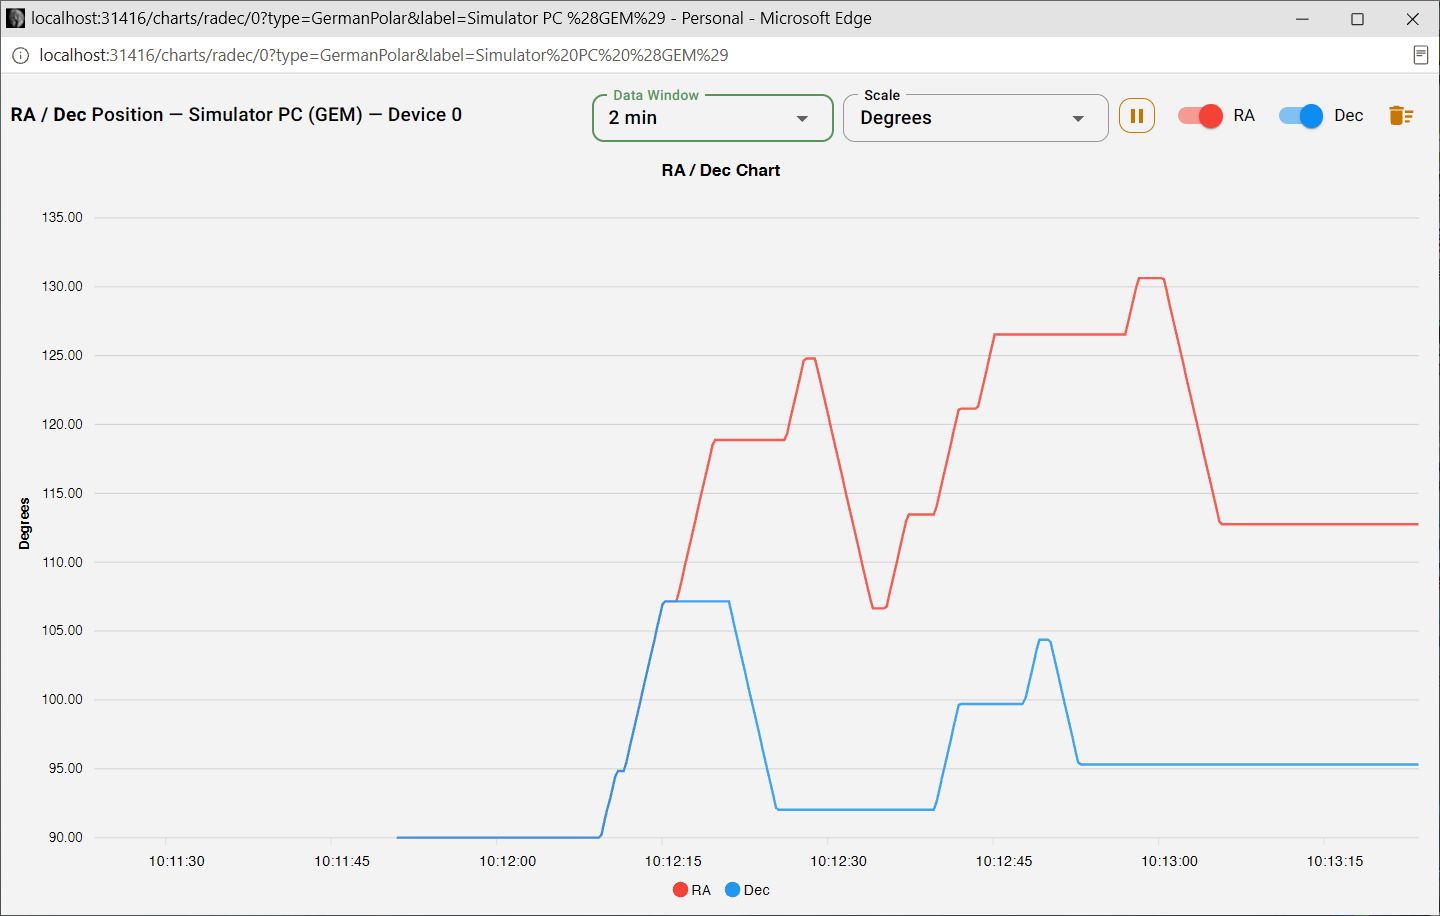 localhost:31416/charts/radec/0?type=GermanPolar&label=Simulator PC %28GEM%29 - Personal - Microsoft Edge
localhost:31416/charts/radec/0?type=GermanPolar&label=Simulator%20PC%20%28GEM%29
RA / Dec Position — Simulator PC (GEM) — Device 0
Data Window
2 min
Scale
Degrees
RA
Dec
RA / Dec Chart
135.00
130.00
125.00
120.00
115.00
110.00
105.00
100.00
95.00
90.00
Degrees
10:11:30 10:11:45 10:12:00 10:12:15 10:12:30 10:12:45 10:13:00 10:13:15
RA Dec